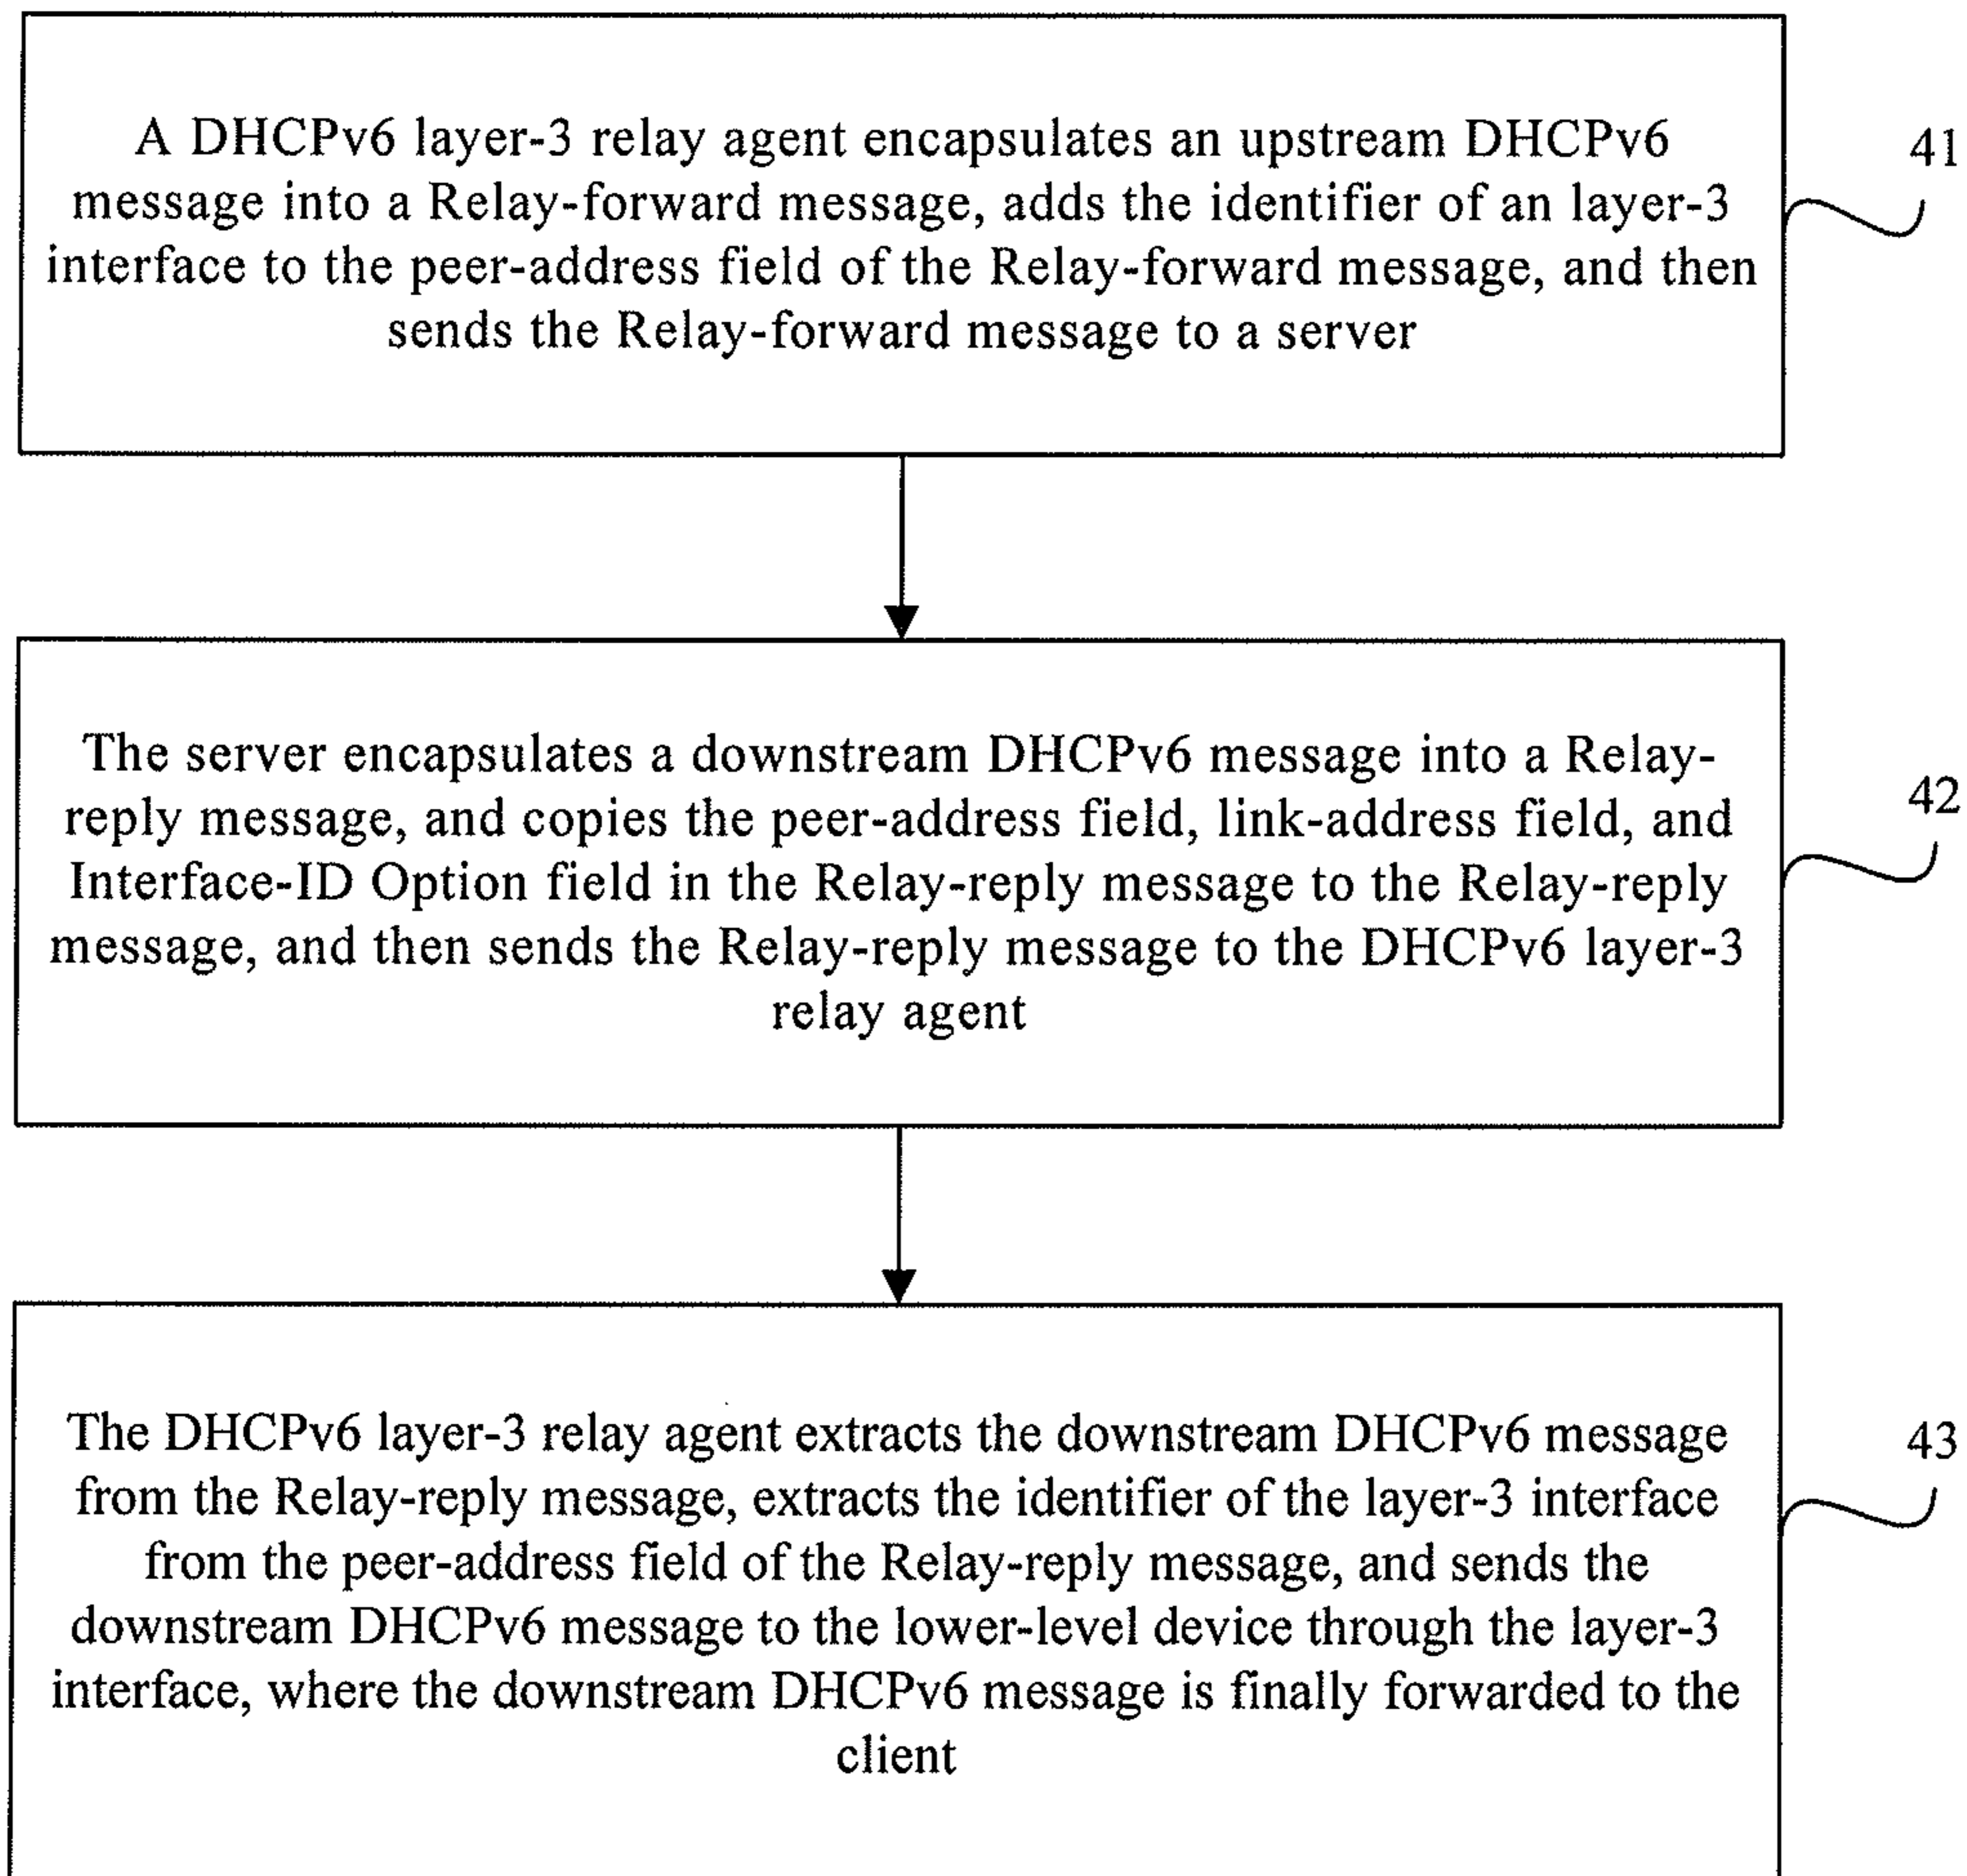 A DHCPv6 layer-3 relay agent encapsulates an upstream DHCPv6
message into a Relay-forward message, adds the identifier of an layer-3
interface to the peer-address field of the Relay-forward message, and then
sends the Relay-forward message to a server
41
The server encapsulates a downstream DHCPv6 message into a Relay-
reply message, and copies the peer-address field, link-address field, and
Interface-ID Option field in the Relay-reply message to the Relay-reply
message, and then sends the Relay-reply message to the DHCPv6 layer-3
relay agent
42
The DHCPv6 layer-3 relay agent extracts the downstream DHCPv6 message
from the Relay-reply message, extracts the identifier of the layer-3 interface
from the peer-address field of the Relay-reply message, and sends the
downstream DHCPv6 message to the lower-level device through the layer-3
interface, where the downstream DHCPv6 message is finally forwarded to the
client
43